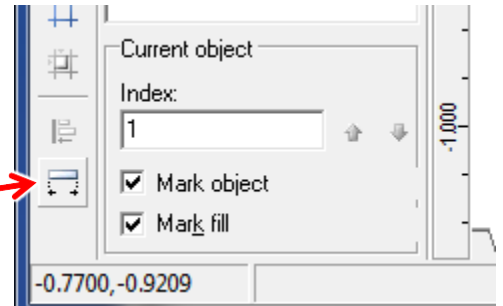 Current object
Index:
1
Mark object
Mark fill
-1,000
-0.7700,-0.9209